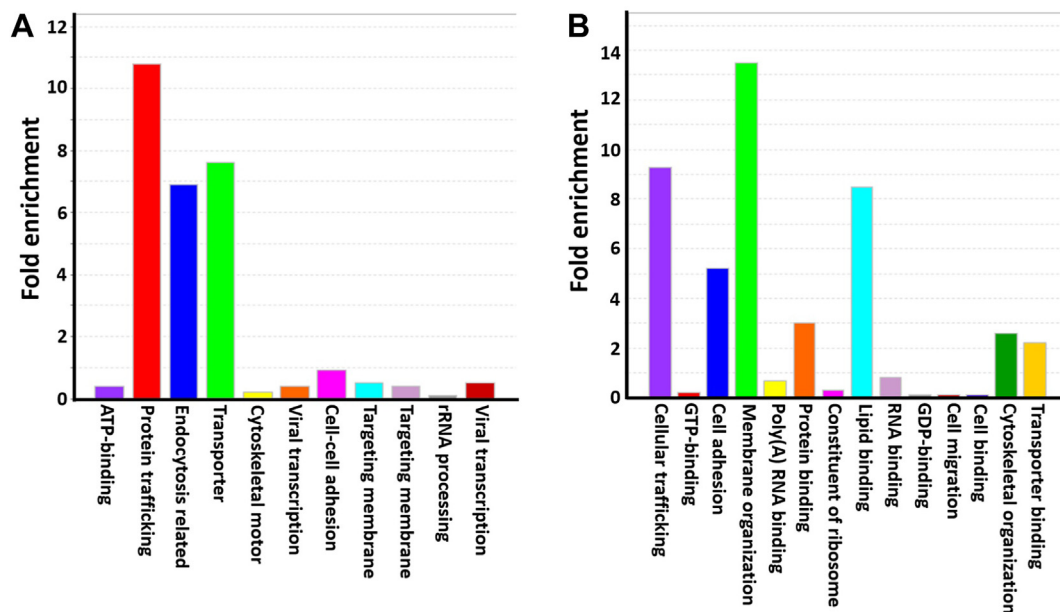 A
Fold enrichment
12
10
8
6
4
2
0
ATP-binding
Protein trafficking
Endocytosis related
Transporter
Cytoskeletal motor
Viral transcription
Cell-cell adhesion
Targeting membrane
Targeting membrane
rRNA processing
Viral transcription
B
Fold enrichment
14
12
10
8
6
4
2
0
Cellular trafficking
GTP-binding
Cell adhesion
Membrane organization
Poly(A) RNA binding
Protein binding
Constituent of ribosome
Lipid binding
RNA binding
GDP-binding
Cell migration
Cell binding
Cytoskeletal organization
Transporter binding